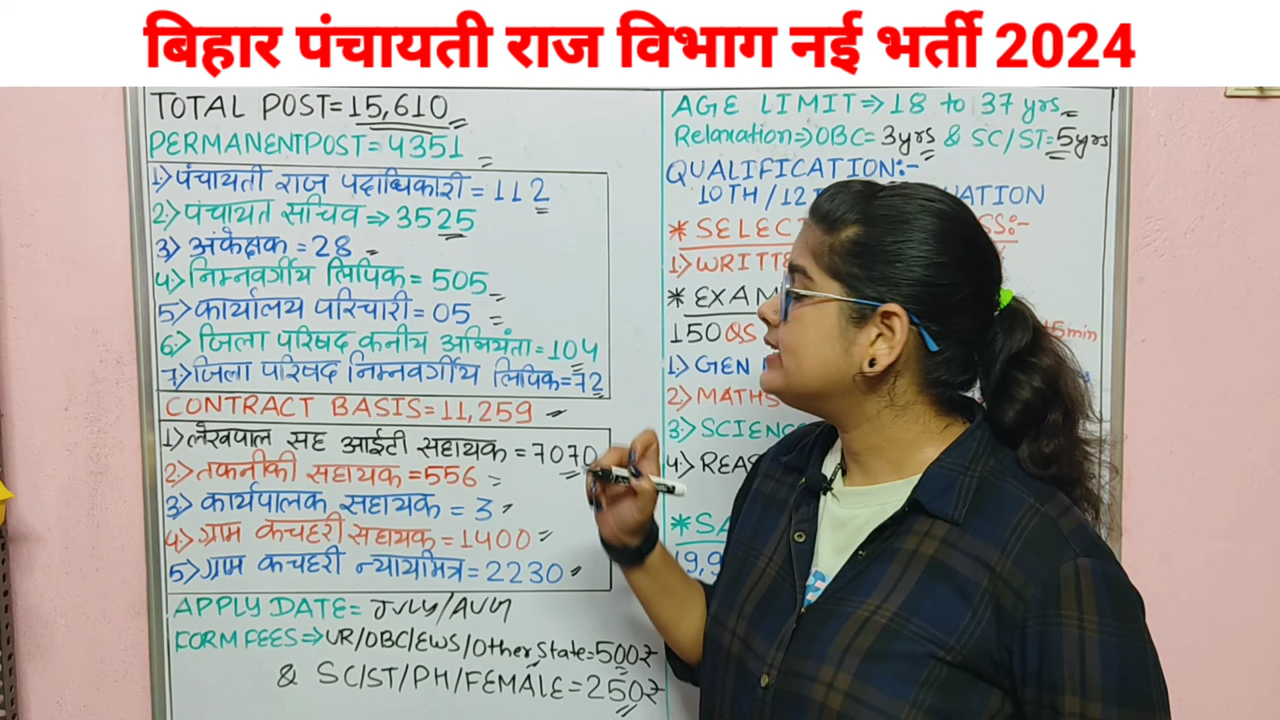 बिहार पंचायती राज विभाग नई भर्ती 2024
TOTAL POST=15,610
PERMANENTPOST=4351
1.>पंचायती राज पदाधिकारी=112
2.>पंचायत सचिव⇒3525
3> अंकेक्षक=28
4.>निम्नवर्गीय लिपिक=505
5>कार्यालय परिचारी=05
6.>जिला परिषद कनीय अभियंता=104
7.>जिला परिषद निम्नवर्गीय लिपिक=72
CONTRACT BASIS=11,259
1.>लेखपाल सह आईटी सहायक=7070
2.>तकनीकी सहायक=556
3.> कार्यपालक सहायक = 3
4.>ग्राम कचहरी सहायक=1400
5>ग्राम कचहरी न्यायमित्र=2230
APPLY DATE= JULY/AUG
FORM FEES⇒UR/OBC/EWS/Other State=500₹
& SC/ST/PH/FEMALE=250₹
AGE LIMIT⇒18 to 37 yrs
Relaxation⇒OBC=3yrs & SC/ST=5yrs
QUALIFICATION:-
10TH/12
*SELEC
1.>WRITT
*EXAM
150QS 5min
1.>GEN
2.>MATHS
3.>SCIENC
4.>REAS
*SA
19,9